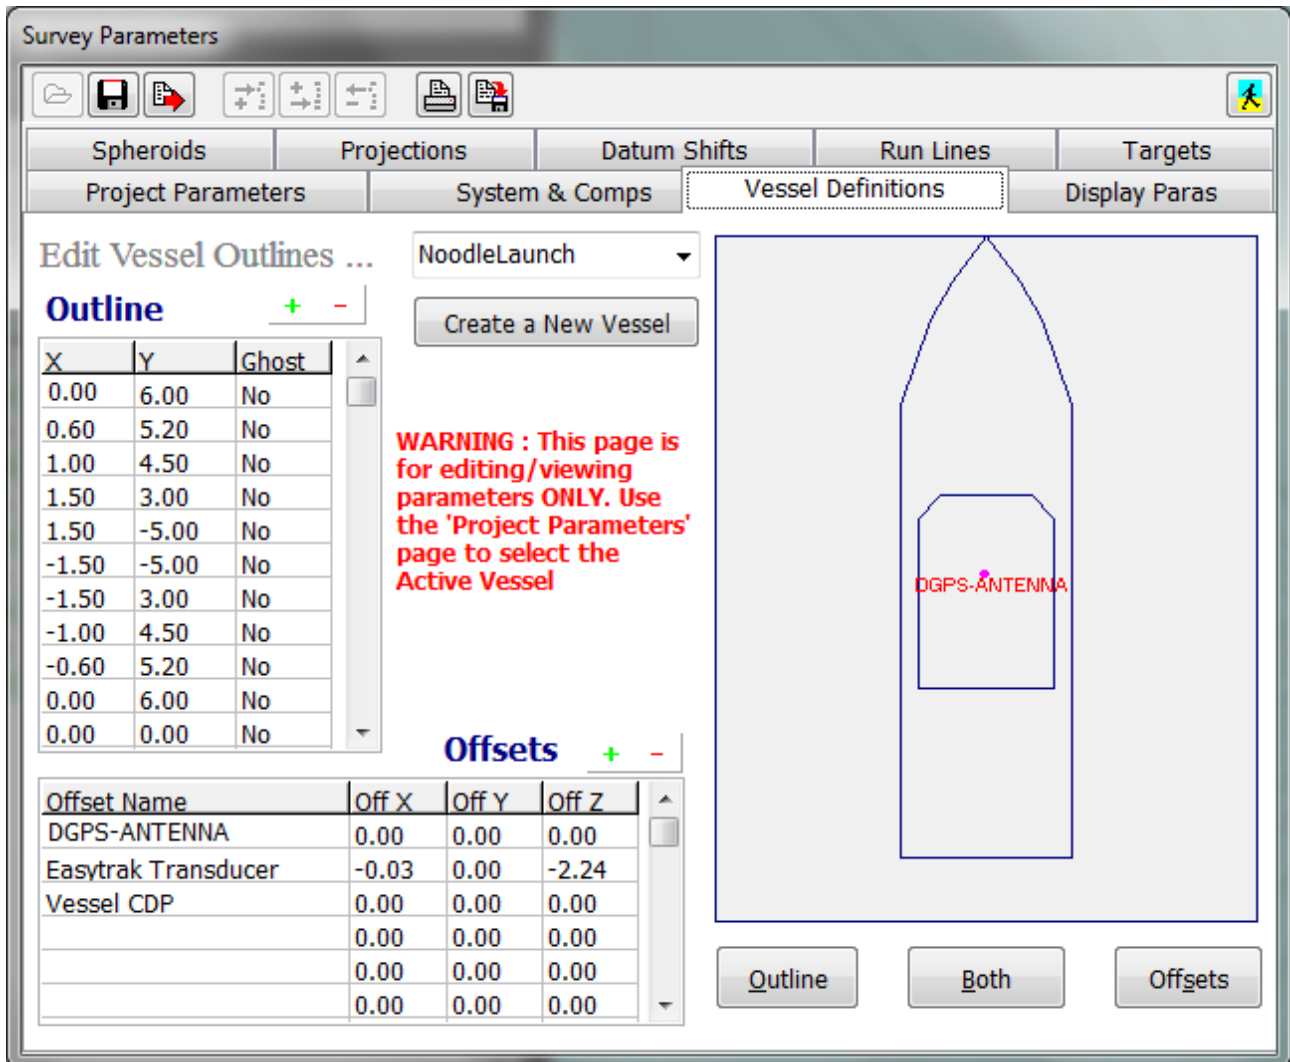 Survey Parameters
Spheroids Projections Datum Shifts Run Lines Targets
Project Parameters System & Comps Vessel Definitions Display Paras
Edit Vessel Outlines ...
NoodleLaunch
Outline + -
Create a New Vessel
X Y Ghost
0.00 6.00 No
0.60 5.20 No
1.00 4.50 No
1.50 3.00 No
1.50 -5.00 No
-1.50 -5.00 No
-1.50 3.00 No
-1.00 4.50 No
-0.60 5.20 No
0.00 6.00 No
0.00 0.00 No
WARNING : This page is
for editing/viewing
parameters ONLY. Use
the 'Project Parameters'
page to select the
Active Vessel
DGPS-ANTENNA
Offsets + -
Offset Name Off X Off Y Off Z
DGPS-ANTENNA 0.00 0.00 0.00
Easytrak Transducer -0.03 0.00 -2.24
Vessel CDP 0.00 0.00 0.00
0.00 0.00 0.00
0.00 0.00 0.00
0.00 0.00 0.00
Outline Both Offsets